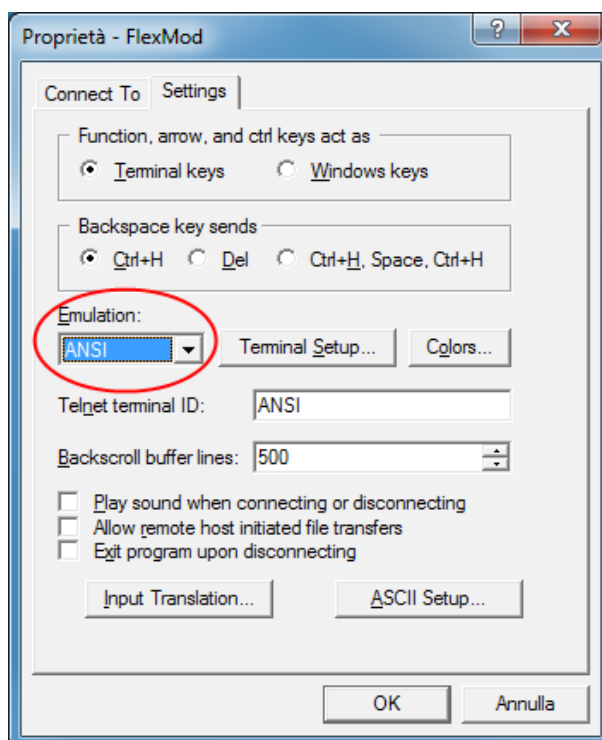 Proprietà - FlexMod
?
X
Connect To Settings
Function, arrow, and ctrl keys act as
Terminal keys Windows keys
Backspace key sends
Ctrl+H Del Ctrl+H, Space, Ctrl+H
Emulation:
ANSI Terminal Setup... Colors...
Telnet terminal ID: ANSI
Backscroll buffer lines: 500
Play sound when connecting or disconnecting
Allow remote host initiated file transfers
Exit program upon disconnecting
Input Translation... ASCII Setup...
OK Annulla